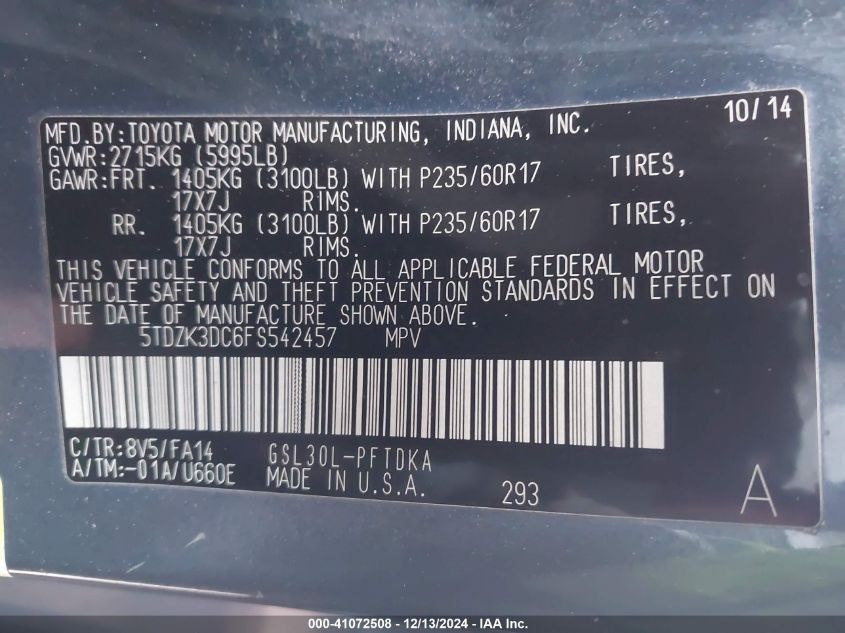 10/14
MFD.BY:TOYOTA MOTOR MANUFACTURING, INDIANA, INC.
GVWR:2715KG (5995LB)
GAWR:FRT. 1405KG (3100LB) WITH P235/60R17 TIRES,
17X7J RIMS.
RR. 1405KG (3100LB) WITH P235/60R17 TIRES,
17X7J RIMS.
THIS VEHICLE CONFORMS TO ALL APPLICABLE FEDERAL MOTOR
VEHICLE SAFETY AND THEFT PREVENTION STANDARDS IN EFFECT ON
THE DATE OF MANUFACTURE SHOWN ABOVE.
5TDZK3DC6FS542457 MPV
C/TR:8V5/FA14 GSL30L-PFTDKA
A/TM:-01A/U660E MADE IN U.S.A. 293 A
000-41072508 - 12/13/2024 - IAA Inc.